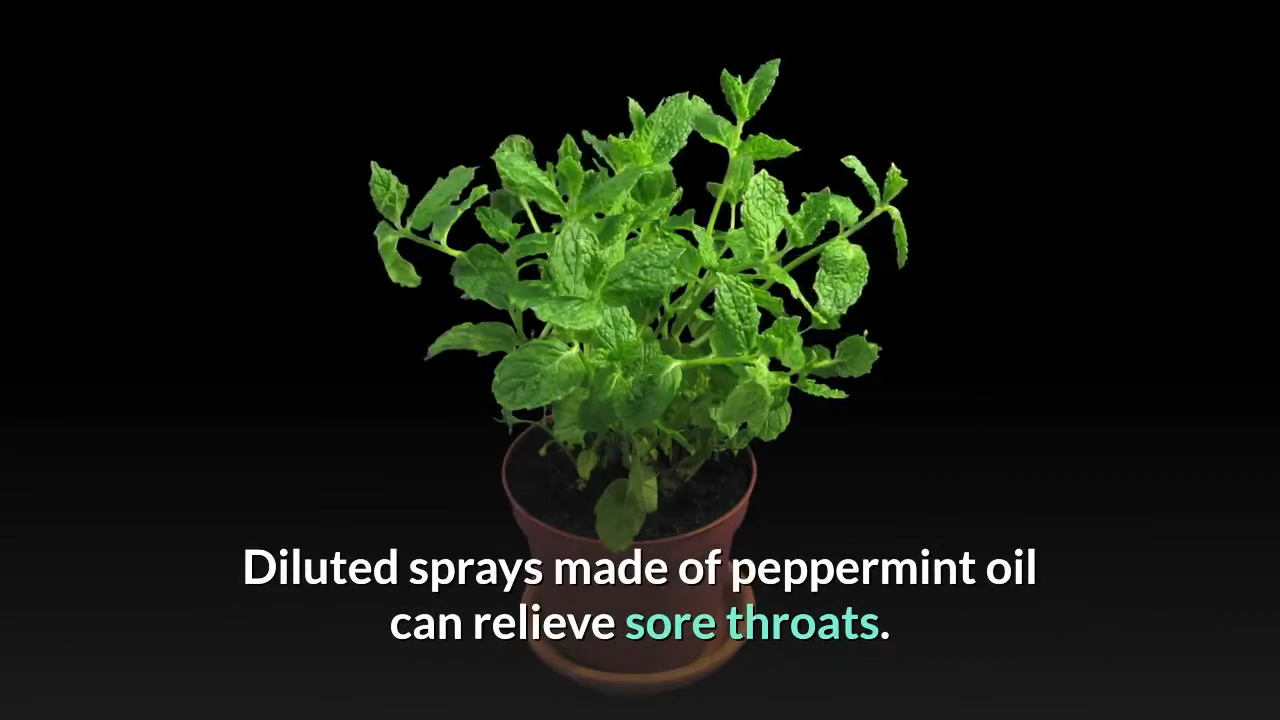 Diluted sprays made of peppermint oil
can relieve sore throats.